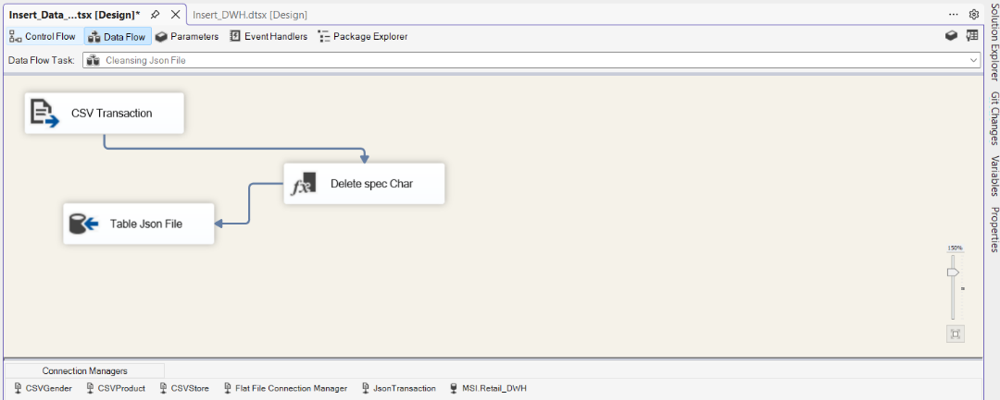 Insert_Data_...tsx [Design]* Insert_DWH.dtsx [Design]
Control Flow Data Flow Parameters Event Handlers Package Explorer
Data Flow Task: Cleansing Json File
CSV Transaction
Delete spec Char
Table Json File
150%
Connection Managers
CSVGender CSVProduct CSVStore Flat File Connection Manager JsonTransaction MSI.Retail_DWH
Solution Explorer
Git Changes
Variables
Properties